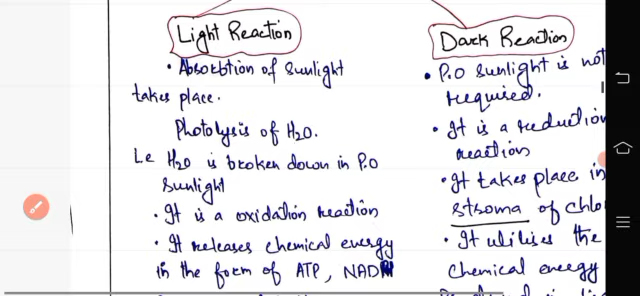 Light Reaction
• Absorbtion of sunlight
takes place.
Photolysis of H2O.
i.e H2O is broken down in P.O
sunlight
• It is a oxidation reaction
• It releases chemical energy
in the form of ATP, NADP
Dark Reaction
• P.O sunlight is not
required.
• It is a reduction
reaction
• It takes place in
stroma of chlo
• It utilises the
chemical energy